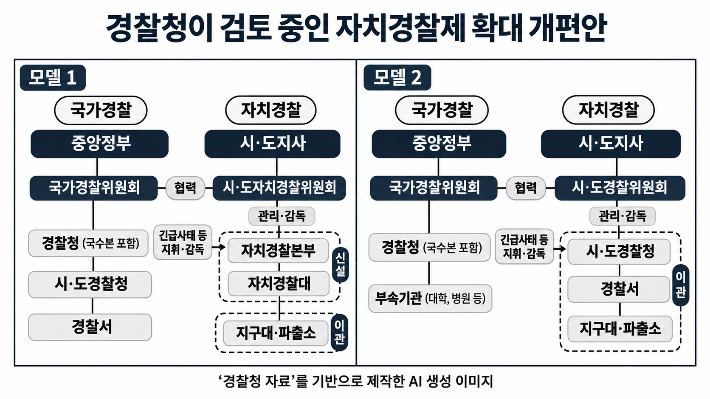 경찰청이 검토 중인 자치경찰제 확대 개편안
모델 1
국가경찰
자치경찰
중앙정부
시·도지사
국가경찰위원회
협력
시·도자치경찰위원회
관리·감독
경찰청 (국수본 포함)
긴급사태 등
지휘·감독
자치경찰본부
시·도경찰청
자치경찰대
신설
경찰서
지구대·파출소
이관
모델 2
국가경찰
자치경찰
중앙정부
시·도지사
국가경찰위원회
협력
시·도경찰위원회
관리·감독
경찰청 (국수본 포함)
긴급사태 등
지휘·감독
시·도경찰청
부속기관 (대학, 병원 등)
경찰서
이관
지구대·파출소
‘경찰청 자료’를 기반으로 제작한 AI 생성 이미지